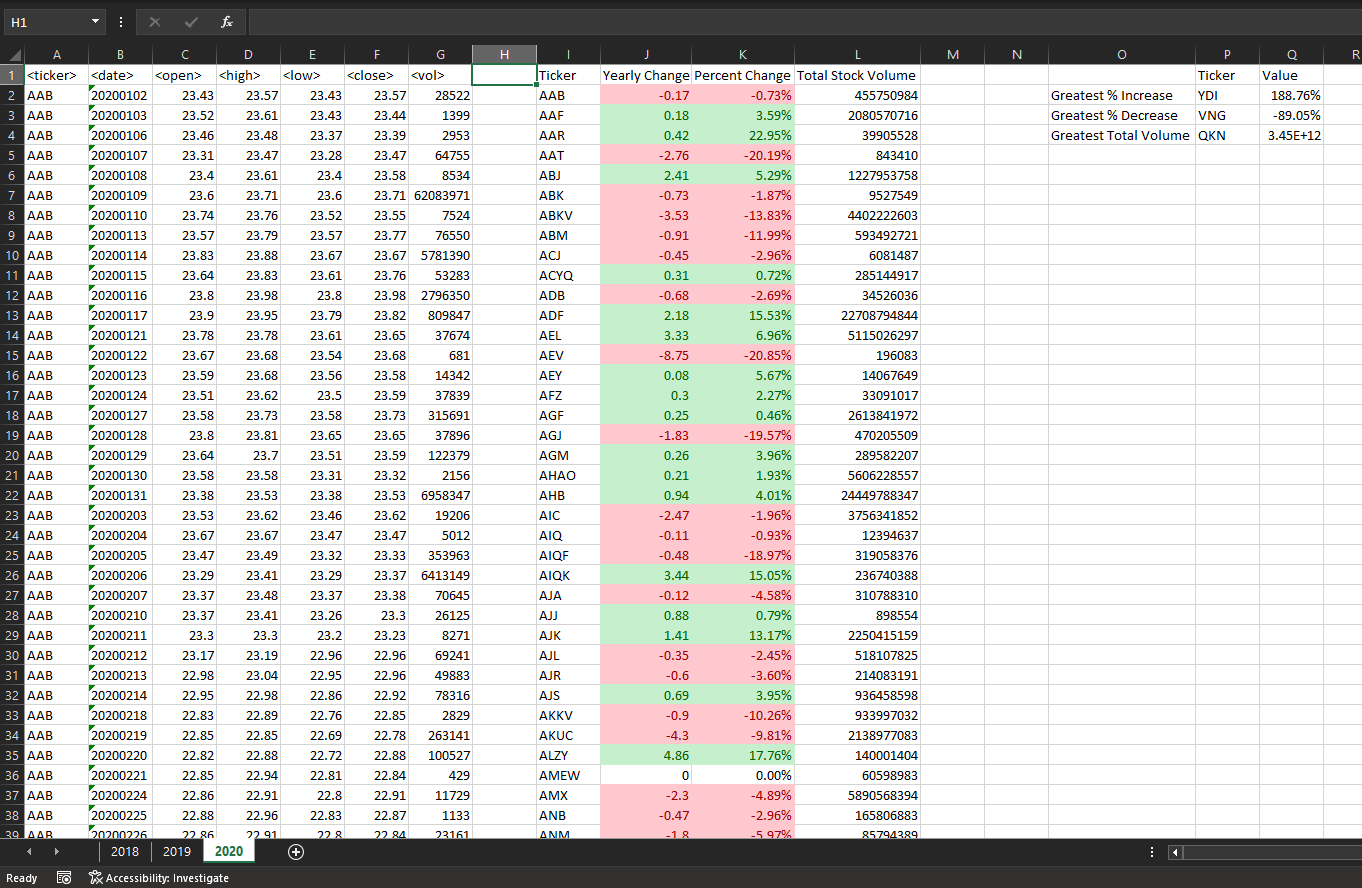 H1 fx
A B C D E F G H I J K L M N O P Q R
1 <ticker> <date> <open> <high> <low> <close> <vol> Ticker Yearly Change Percent Change Total Stock Volume Ticker Value
2 AAB 20200102 23.43 23.57 23.43 23.57 28522 AAB -0.17 -0.73% 455750984 Greatest % Increase YDI 188.76%
3 AAB 20200103 23.52 23.61 23.43 23.44 1399 AAF 0.18 3.59% 2080570716 Greatest % Decrease VNG -89.05%
4 AAB 20200106 23.46 23.48 23.37 23.39 2953 AAR 0.42 22.95% 39905528 Greatest Total Volume QKN 3.45E+12
5 AAB 20200107 23.31 23.47 23.28 23.47 64755 AAT -2.76 -20.19% 843410
6 AAB 20200108 23.4 23.61 23.4 23.58 8534 ABJ 2.41 5.29% 1227953758
7 AAB 20200109 23.6 23.71 23.6 23.71 62083971 ABK -0.73 -1.87% 9527549
8 AAB 20200110 23.74 23.76 23.52 23.55 7524 ABKV -3.53 -13.83% 4402222603
9 AAB 20200113 23.57 23.79 23.57 23.77 76550 ABM -0.91 -11.99% 593492721
10 AAB 20200114 23.83 23.88 23.67 23.67 5781390 ACJ -0.45 -2.96% 6081487
11 AAB 20200115 23.64 23.83 23.61 23.76 53283 ACYQ 0.31 0.72% 285144917
12 AAB 20200116 23.8 23.98 23.8 23.98 2796350 ADB -0.68 -2.69% 34526036
13 AAB 20200117 23.9 23.95 23.79 23.82 809847 ADF 2.18 15.53% 22708794844
14 AAB 20200121 23.78 23.78 23.61 23.65 37674 AEL 3.33 6.96% 5115026297
15 AAB 20200122 23.67 23.68 23.54 23.68 681 AEV -8.75 -20.85% 196083
16 AAB 20200123 23.59 23.68 23.56 23.58 14342 AEY 0.08 5.67% 14067649
17 AAB 20200124 23.51 23.62 23.5 23.59 37839 AFZ 0.3 2.27% 33091017
18 AAB 20200127 23.58 23.73 23.58 23.73 315691 AGF 0.25 0.46% 2613841972
19 AAB 20200128 23.8 23.81 23.65 23.65 37896 AGJ -1.83 -19.57% 470205509
20 AAB 20200129 23.64 23.7 23.51 23.59 122379 AGM 0.26 3.96% 289582207
21 AAB 20200130 23.58 23.58 23.31 23.32 2156 AHAO 0.21 1.93% 5606228557
22 AAB 20200131 23.38 23.53 23.38 23.53 6958347 AHB 0.94 4.01% 24449788347
23 AAB 20200203 23.53 23.62 23.46 23.62 19206 AIC -2.47 -1.96% 3756341852
24 AAB 20200204 23.67 23.67 23.47 23.47 5012 AIQ -0.11 -0.93% 12394637
25 AAB 20200205 23.47 23.49 23.32 23.33 353963 AIQF -0.48 -18.97% 319058376
26 AAB 20200206 23.29 23.41 23.29 23.37 6413149 AIQK 3.44 15.05% 236740388
27 AAB 20200207 23.37 23.48 23.37 23.38 70645 AJA -0.12 -4.58% 310788310
28 AAB 20200210 23.37 23.41 23.26 23.3 26125 AJJ 0.88 0.79% 898554
29 AAB 20200211 23.3 23.3 23.2 23.23 8271 AJK 1.41 13.17% 2250415159
30 AAB 20200212 23.17 23.19 22.96 22.96 69241 AJL -0.35 -2.45% 518107825
31 AAB 20200213 22.98 23.04 22.95 22.96 49883 AJR -0.6 -3.60% 214083191
32 AAB 20200214 22.95 22.98 22.86 22.92 78316 AJS 0.69 3.95% 936458598
33 AAB 20200218 22.83 22.89 22.76 22.85 2829 AKKV -0.9 -10.26% 933997032
34 AAB 20200219 22.85 22.85 22.69 22.78 263141 AKUC -4.3 -9.81% 2138977083
35 AAB 20200220 22.82 22.88 22.72 22.88 100527 ALZY 4.86 17.76% 140001404
36 AAB 20200221 22.85 22.94 22.81 22.84 429 AMEW 0 0.00% 60598983
37 AAB 20200224 22.86 22.91 22.8 22.91 11729 AMX -2.3 -4.89% 5890568394
38 AAB 20200225 22.88 22.96 22.83 22.87 1133 ANB -0.47 -2.96% 165806883
39 AAB 20200226 22.86 22.91 22.8 22.84 23161 ANM -1.8 -5.97% 85794389
2018 2019 2020
Ready Accessibility: Investigate